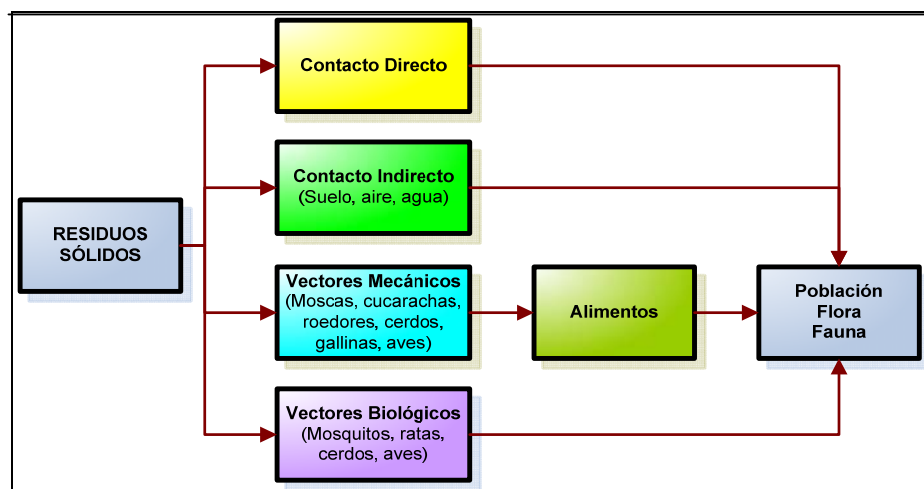 Contacto Directo
Contacto Indirecto
(Suelo, aire, agua)
RESIDUOS
SÓLIDOS
Vectores Mecánicos
(Moscas, cucarachas,
roedores, cerdos,
gallinas, aves)
Alimentos
Población
Flora
Fauna
Vectores Biológicos
(Mosquitos, ratas,
cerdos, aves)